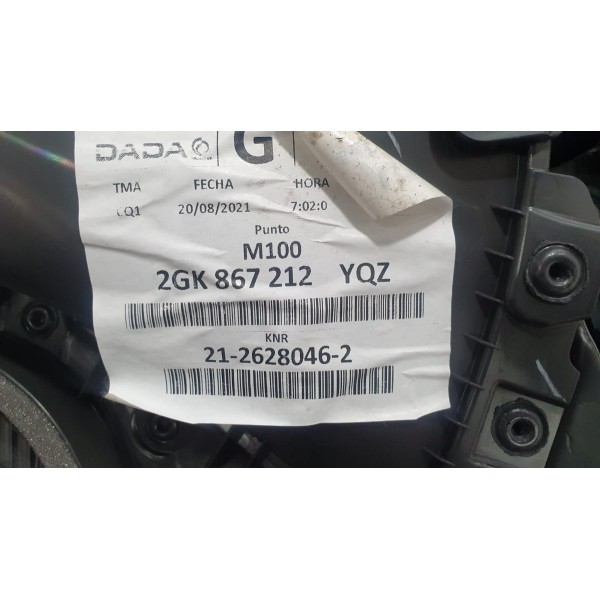 DADA G
TMA FECHA HORA
CQ1 20/08/2021 7:02:0
Punto
M100
2GK 867 212 YQZ
KNR
21-2628046-2